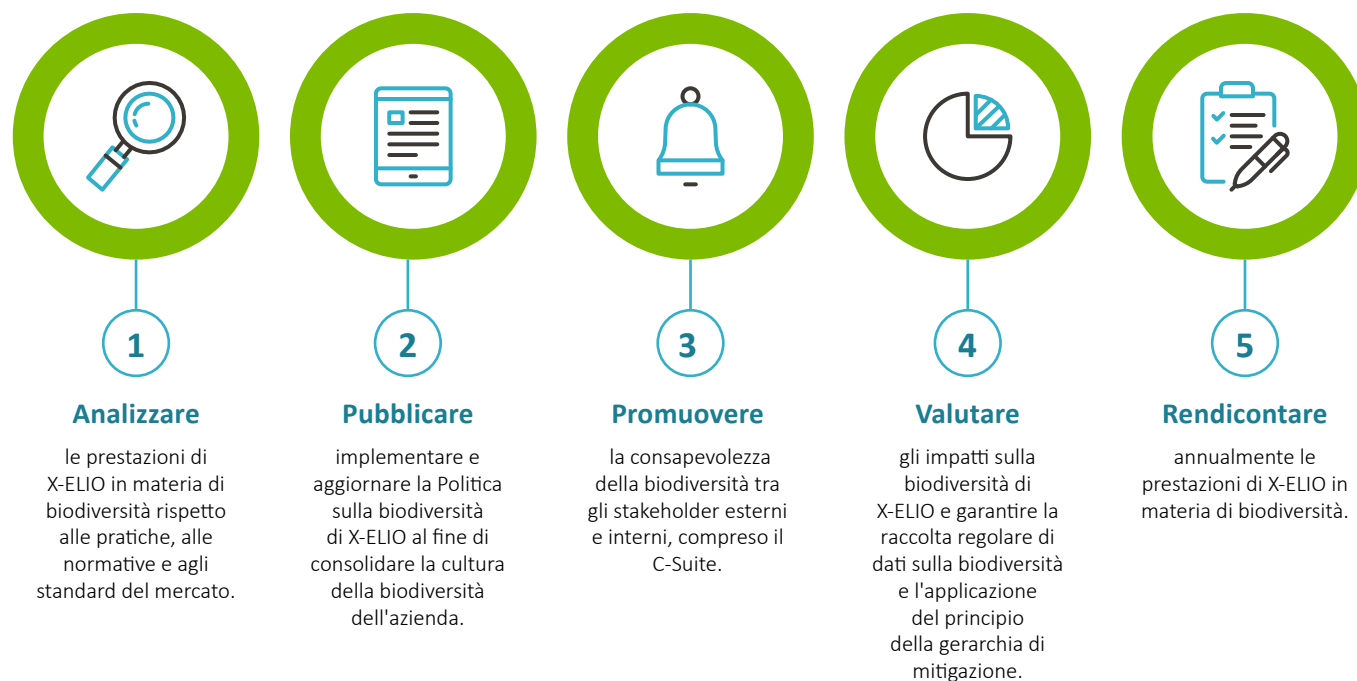 1
Analizzare
le prestazioni di
X-ELIO in materia di
biodiversità rispetto
alle pratiche, alle
normative e agli
standard del mercato.
2
Pubblicare
implementare e
aggiornare la Politica
sulla biodiversità
di X-ELIO al fine di
consolidare la cultura
della biodiversità
dell'azienda.
3
Promuovere
la consapevolezza
della biodiversità tra
gli stakeholder esterni
e interni, compreso il
C-Suite.
4
Valutare
gli impatti sulla
biodiversità di
X-ELIO e garantire la
raccolta regolare di
dati sulla biodiversità
e l'applicazione
del principio
della gerarchia di
mitigazione.
5
Rendicontare
annualmente le
prestazioni di X-ELIO in
materia di biodiversità.